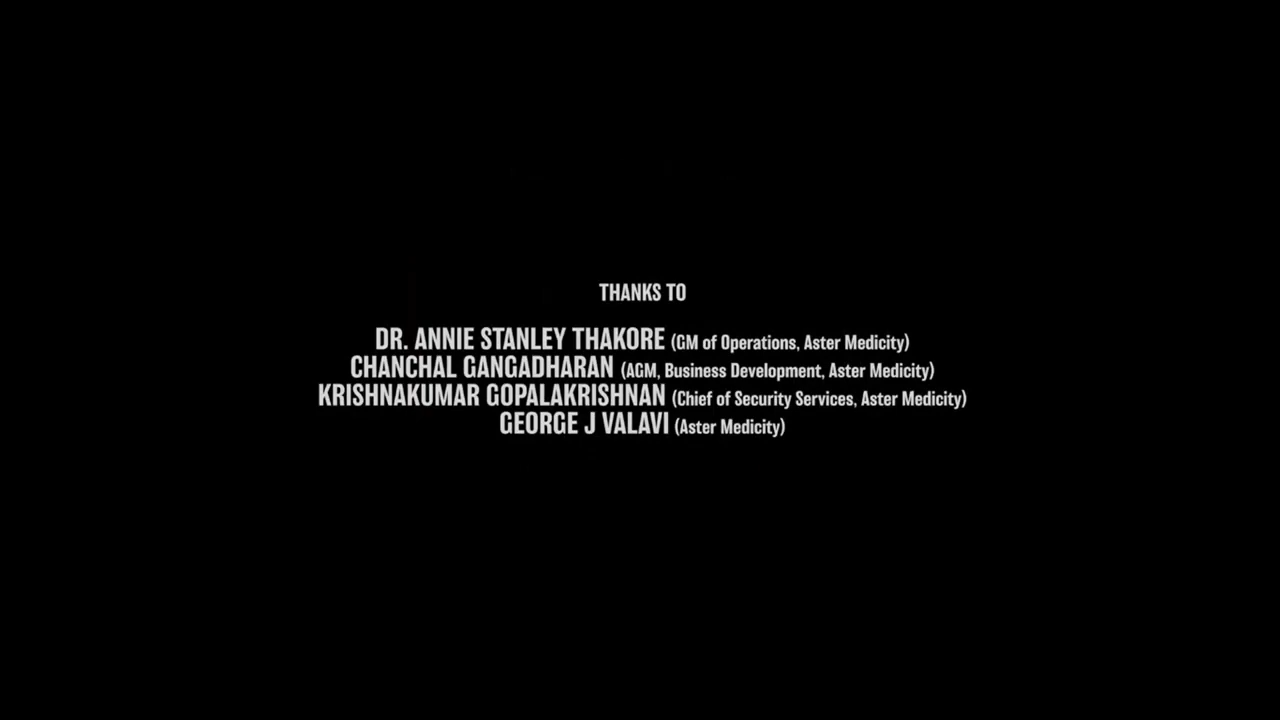 THANKS TO
DR. ANNIE STANLEY THAKORE (GM of Operations, Aster Medicity)
CHANCHAL GANGADHARAN (AGM, Business Development, Aster Medicity)
KRISHNAKUMAR GOPALAKRISHNAN (Chief of Security Services, Aster Medicity)
GEORGE J VALAVI (Aster Medicity)